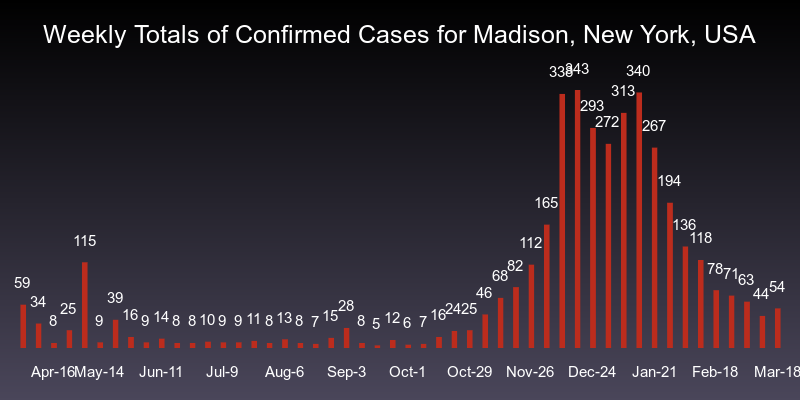 Weekly Totals of Confirmed Cases for Madison, New York, USA
59 34 8 25 115 9 39 16 9 14 8 8 10 9 9 11 8 13 8 7 15 28 8 5 12 6 7 16 24 25 46 68 82 112 165 338 343 293 272 313 340 267 194 136 118 78 71 63 44 54
Apr-16 May-14 Jun-11 Jul-9 Aug-6 Sep-3 Oct-1 Oct-29 Nov-26 Dec-24 Jan-21 Feb-18 Mar-18